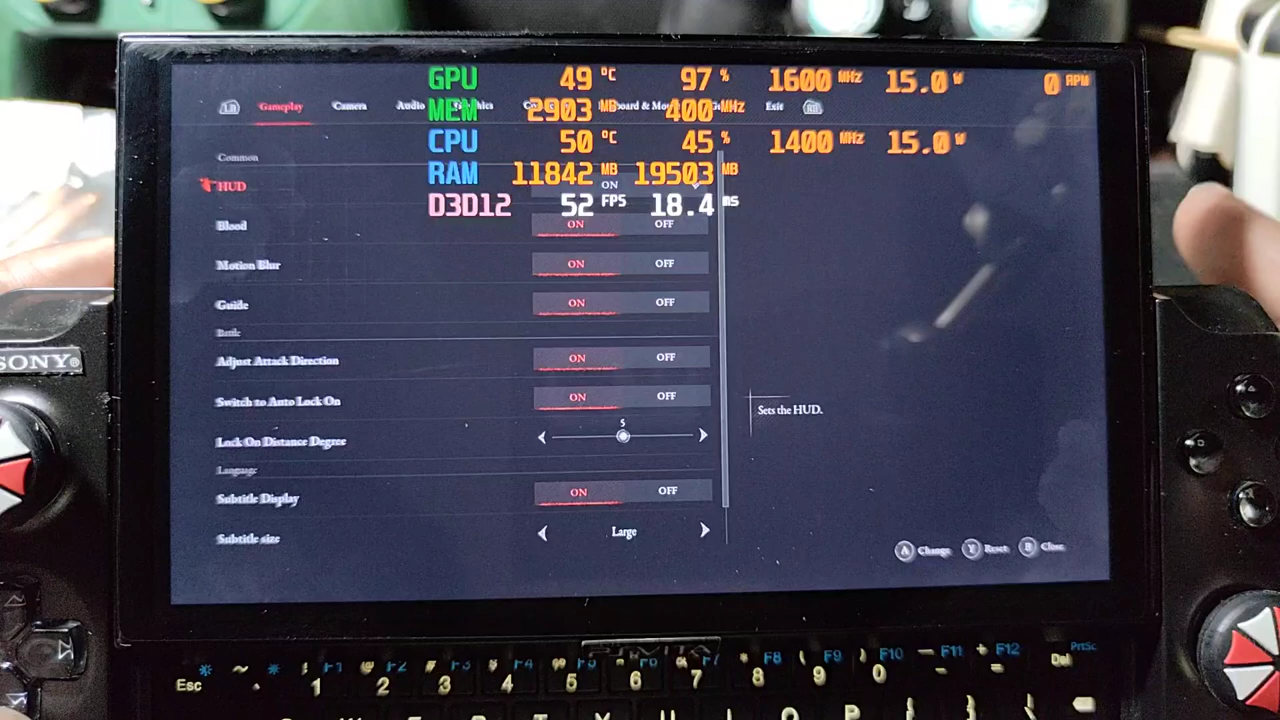 GPU 49 °C 97 % 1600 MHz 15.0 W 0 RPM
LB Gameplay Camera Audio Exit RB
MEM 2903 MB 400 MHz
CPU 50 °C 45 % 1400 MHz 15.0 W
Common
RAM 11842 MB 19503 MB
HUD ON
D3D12 52 FPS 18.4 ms
Blood ON OFF
Motion Blur ON OFF
Guide ON OFF
Battle
Adjust Attack Direction ON OFF
SONY®
Switch to Auto Lock On ON OFF
Sets the HUD.
Lock On Distance Degree 5
Language
Subtitle Display ON OFF
Subtitle size Large
A Change Y Reset B Close
PSVITA
Esc ~ F1 F2 F3 F4 F5 F6 F7 F8 F9 F10 F11 F12 PrtSc
1 2 3 4 5 6 7 8 9 0 - = Del